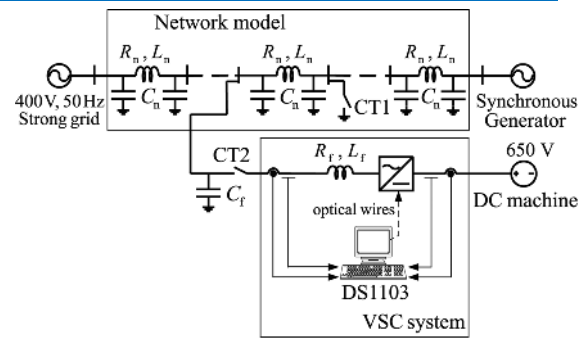 Network model
Rn , Ln
Rn , Ln
Rn , Ln
Cn
Cn
Cn
CT1
400V, 50Hz
Strong grid
Synchronous
Generator
CT2
Rf , Lf
650 V
Cf
DC machine
optical wires
DS1103
VSC system